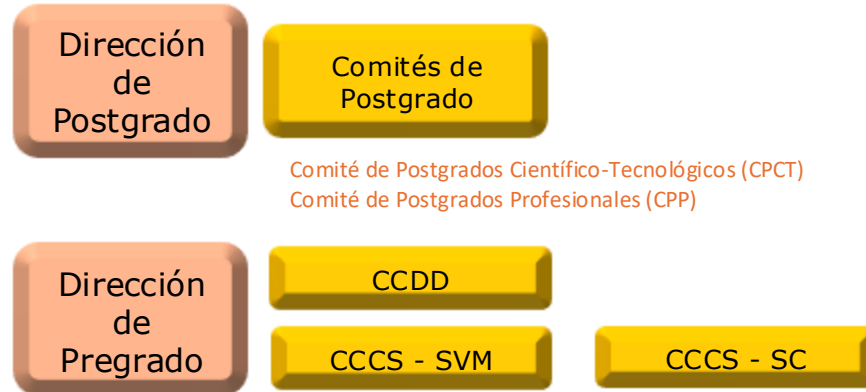 Dirección
de
Postgrado
Comités de
Postgrado
Comité de Postgrados Científico-Tecnológicos (CPCT)
Comité de Postgrados Profesionales (CPP)
Dirección
de
Pregrado
CCDD
CCCS - SVM
CCCS - SC